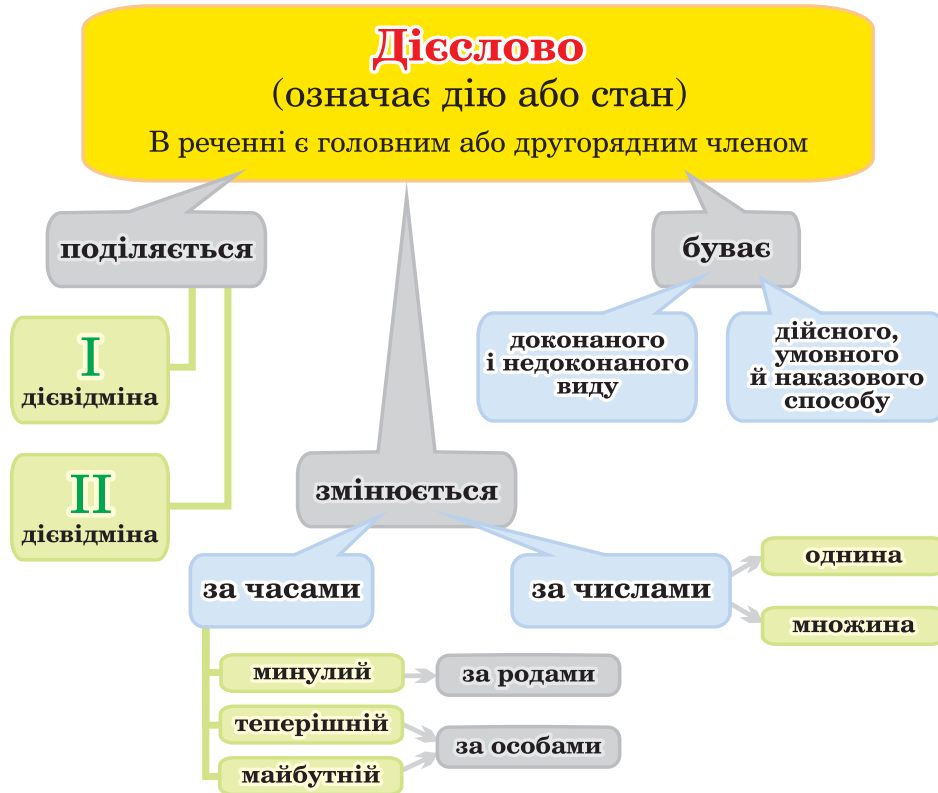 Дієслово
(означає дію або стан)
В реченні є головним або другорядним членом
поділяється
буває
I
дієвідміна
II
дієвідміна
доконаного
і недоконаного
виду
дійсного,
умовного
й наказового
способу
змінюється
за часами
за числами
однина
множина
минулий
за родами
теперішній
за особами
майбутній